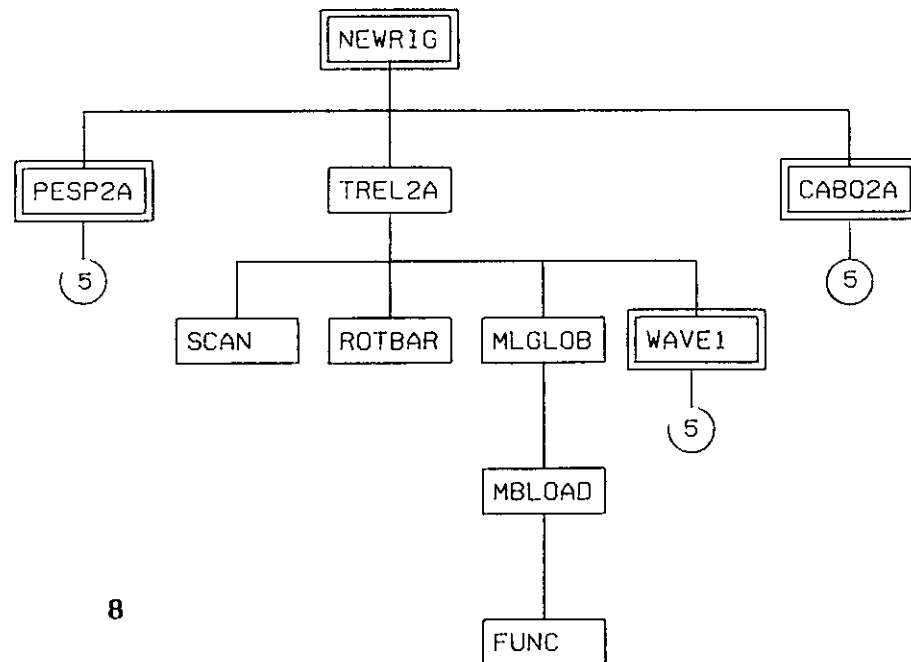 NEWRIG
PESP2A
TREL2A
CABO2A
5
5
SCAN
ROTBAR
MLGLOB
WAVE1
5
MBLOAD
8
FUNC